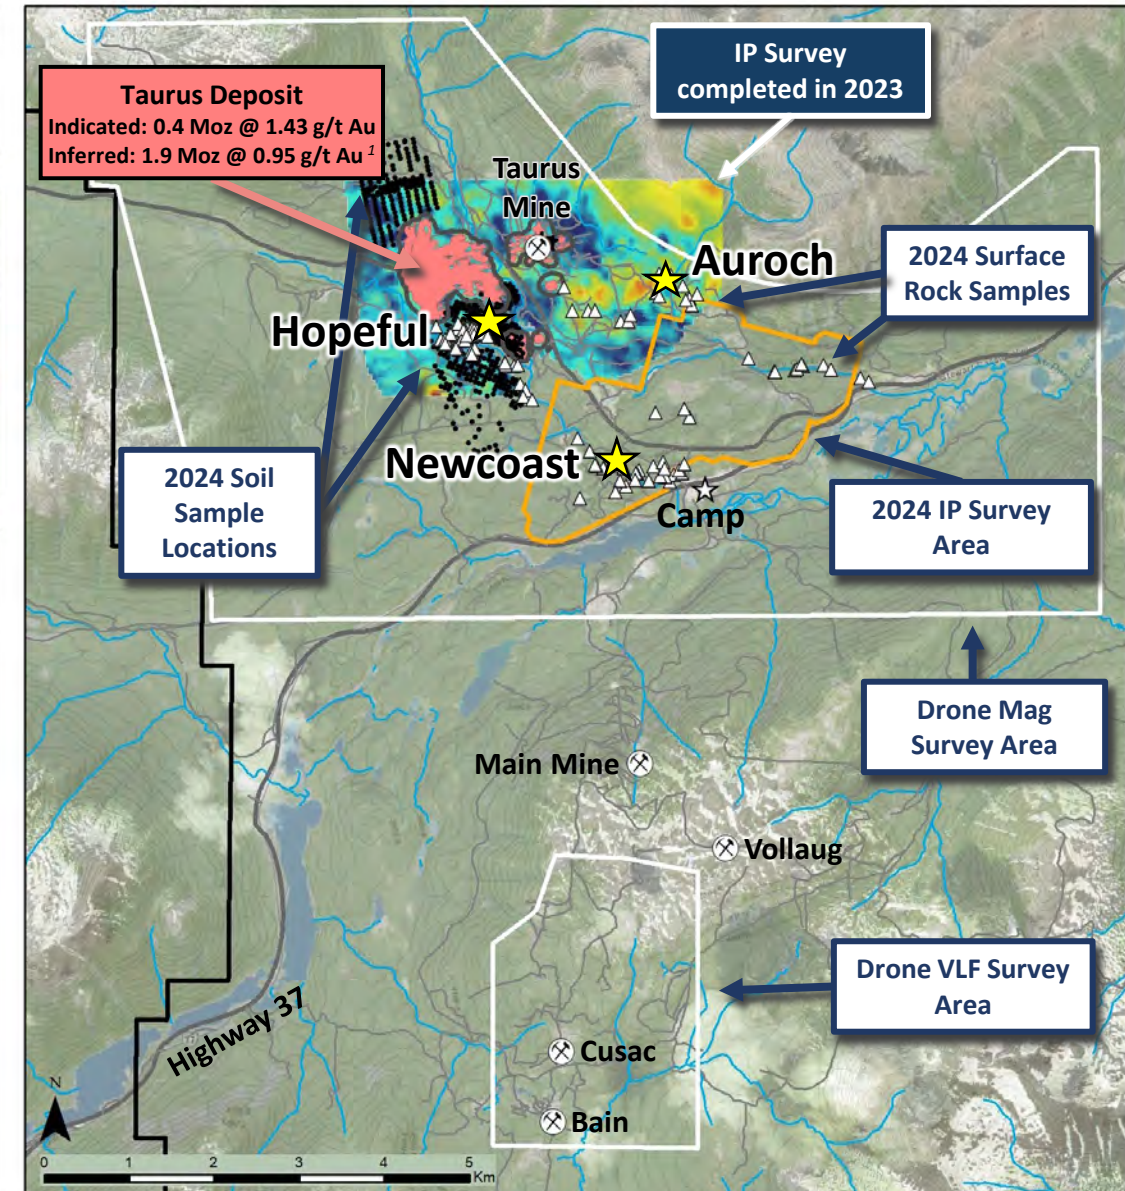 IP Survey
completed in 2023
Taurus Deposit
Indicated: 0.4 Moz @ 1.43 g/t Au
Inferred: 1.9 Moz @ 0.95 g/t Au 1
Taurus
Mine
Auroch
2024 Surface
Rock Samples
Hopeful
2024 Soil
Sample
Locations
Newcoast
Camp
2024 IP Survey
Area
Drone Mag
Survey Area
Main Mine
Vollaug
Drone VLF Survey
Area
Highway 37
Cusac
Bain
N
0 1 2 3 4 5
Km